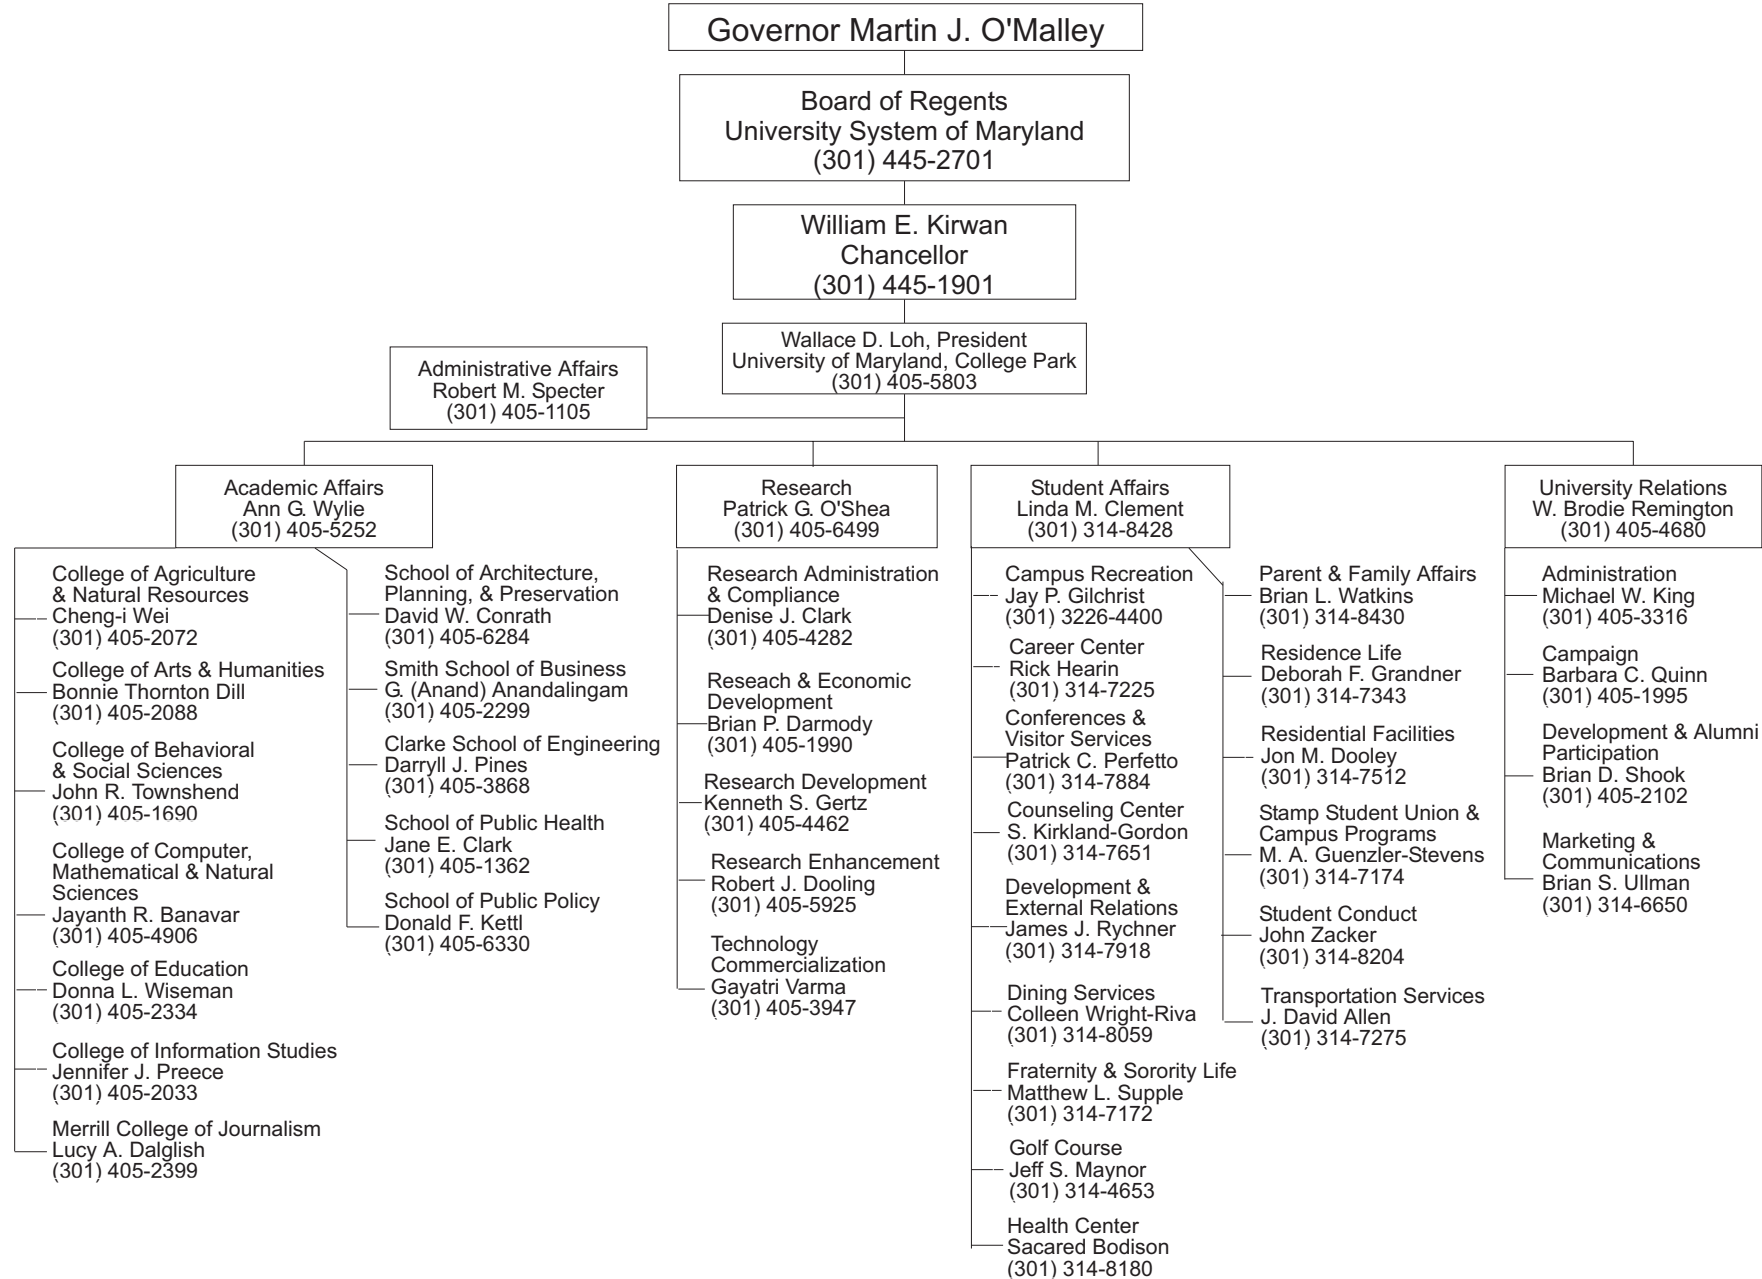 Governor Martin J. O'Malley
Board of Regents
University System of Maryland
(301) 445-2701
William E. Kirwan
Chancellor
(301) 445-1901
Wallace D. Loh, President
University of Maryland, College Park
(301) 405-5803
Administrative Affairs
Robert M. Specter
(301) 405-1105
Academic Affairs
Ann G. Wylie
(301) 405-5252
College of Agriculture
& Natural Resources
Cheng-i Wei
(301) 405-2072
College of Arts & Humanities
Bonnie Thornton Dill
(301) 405-2088
College of Behavioral
& Social Sciences
John R. Townshend
(301) 405-1690
College of Computer,
Mathematical & Natural
Sciences
Jayanth R. Banavar
(301) 405-4906
College of Education
Donna L. Wiseman
(301) 405-2334
College of Information Studies
Jennifer J. Preece
(301) 405-2033
Merrill College of Journalism
Lucy A. Dalglish
(301) 405-2399
School of Architecture,
Planning, & Preservation
David W. Conrath
(301) 405-6284
Smith School of Business
G. (Anand) Anandalingam
(301) 405-2299
Clarke School of Engineering
Darryll J. Pines
(301) 405-3868
School of Public Health
Jane E. Clark
(301) 405-1362
School of Public Policy
Donald F. Kettl
(301) 405-6330
Research
Patrick G. O'Shea
(301) 405-6499
Research Administration
& Compliance
Denise J. Clark
(301) 405-4282
Reseach & Economic
Development
Brian P. Darmody
(301) 405-1990
Research Development
Kenneth S. Gertz
(301) 405-4462
Research Enhancement
Robert J. Dooling
(301) 405-5925
Technology
Commercialization
Gayatri Varma
(301) 405-3947
Student Affairs
Linda M. Clement
(301) 314-8428
Campus Recreation
Jay P. Gilchrist
(301) 3226-4400
Career Center
Rick Hearin
(301) 314-7225
Conferences &
Visitor Services
Patrick C. Perfetto
(301) 314-7884
Counseling Center
S. Kirkland-Gordon
(301) 314-7651
Development &
External Relations
James J. Rychner
(301) 314-7918
Dining Services
Colleen Wright-Riva
(301) 314-8059
Fraternity & Sorority Life
Matthew L. Supple
(301) 314-7172
Golf Course
Jeff S. Maynor
(301) 314-4653
Health Center
Sacared Bodison
(301) 314-8180
Parent & Family Affairs
Brian L. Watkins
(301) 314-8430
Residence Life
Deborah F. Grandner
(301) 314-7343
Residential Facilities
Jon M. Dooley
(301) 314-7512
Stamp Student Union &
Campus Programs
M. A. Guenzler-Stevens
(301) 314-7174
Student Conduct
John Zacker
(301) 314-8204
Transportation Services
J. David Allen
(301) 314-7275
University Relations
W. Brodie Remington
(301) 405-4680
Administration
Michael W. King
(301) 405-3316
Campaign
Barbara C. Quinn
(301) 405-1995
Development & Alumni
Participation
Brian D. Shook
(301) 405-2102
Marketing &
Communications
Brian S. Ullman
(301) 314-6650